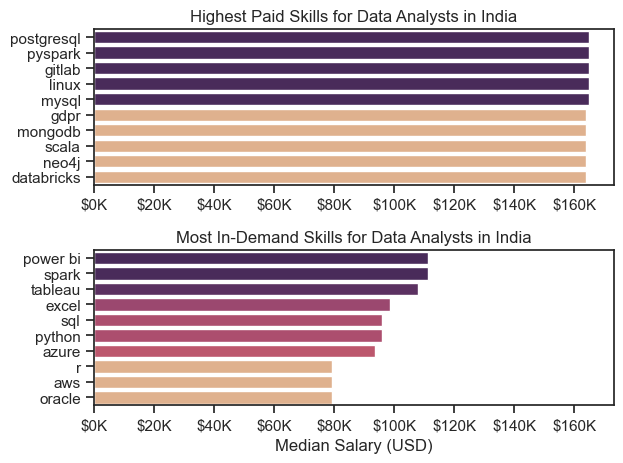 Highest Paid Skills for Data Analysts in India
postgresql
pyspark
gitlab
linux
mysql
gdpr
mongodb
scala
neo4j
databricks
$0K $20K $40K $60K $80K $100K $120K $140K $160K
Most In-Demand Skills for Data Analysts in India
power bi
spark
tableau
excel
sql
python
azure
r
aws
oracle
$0K $20K $40K $60K $80K $100K $120K $140K $160K
Median Salary (USD)